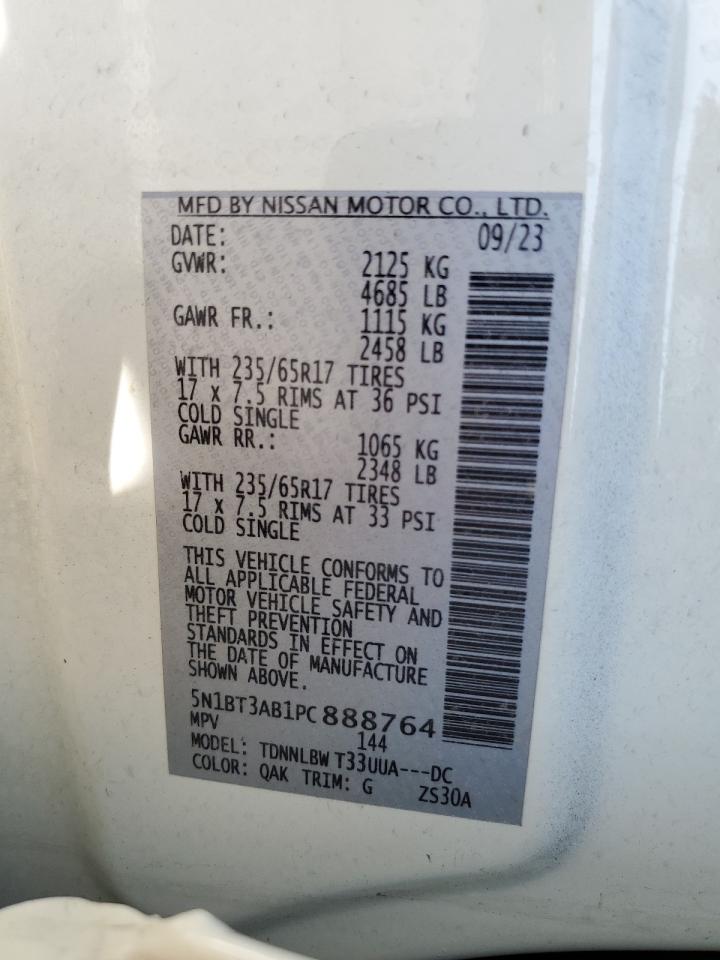 MFD BY NISSAN MOTOR CO., LTD.
DATE: 09/23
GVWR: 2125 KG
4685 LB
GAWR FR.: 1115 KG
2458 LB
WITH 235/65R17 TIRES
17 x 7.5 RIMS AT 36 PSI
COLD SINGLE
GAWR RR.: 1065 KG
2348 LB
WITH 235/65R17 TIRES
17 x 7.5 RIMS AT 33 PSI
COLD SINGLE
THIS VEHICLE CONFORMS TO
ALL APPLICABLE FEDERAL
MOTOR VEHICLE SAFETY AND
THEFT PREVENTION
STANDARDS IN EFFECT ON
THE DATE OF MANUFACTURE
SHOWN ABOVE.
5N1BT3AB1PC888764
MPV 144
MODEL: TDNNLBW T33UUA---DC
COLOR: QAK TRIM: G ZS30A